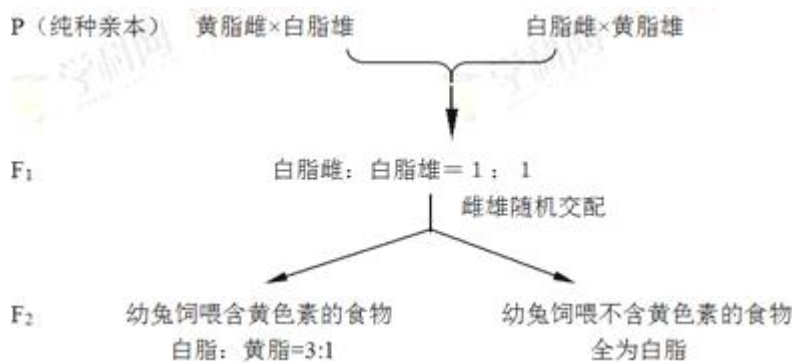 P（纯种亲本） 黄脂雌×白脂雄 白脂雌×黄脂雄
F₁ 白脂雌：白脂雄＝1：1
雌雄随机交配
F₂ 幼兔饲喂含黄色素的食物 幼兔饲喂不含黄色素的食物
白脂：黄脂=3:1 全为白脂